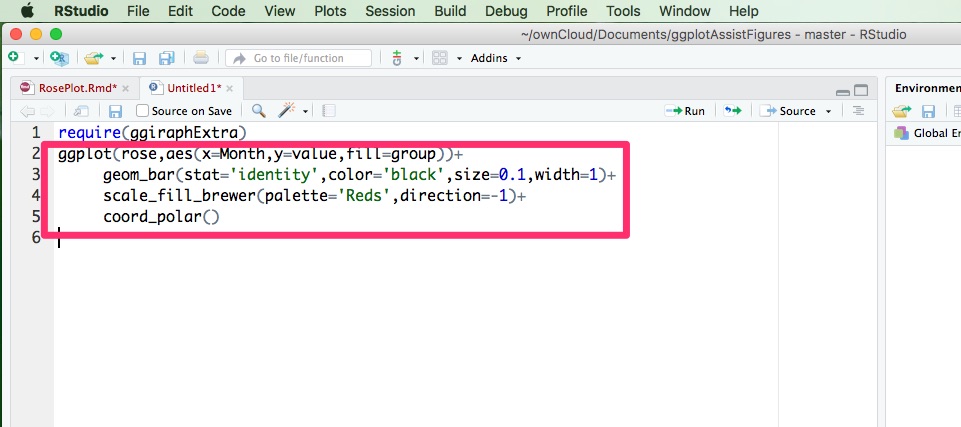 RStudio File Edit Code View Plots Session Build Debug Profile Tools Window Help
~/ownCloud/Documents/ggplotAssistFigures - master - RStudio
Go to file/function Addins
RosePlot.Rmd* Untitled1* Environmen
Source on Save Run Source
Global En
1 require(ggiraphExtra)
2 ggplot(rose,aes(x=Month,y=value,fill=group))+
3 geom_bar(stat='identity',color='black',size=0.1,width=1)+
4 scale_fill_brewer(palette='Reds',direction=-1)+
5 coord_polar()
6